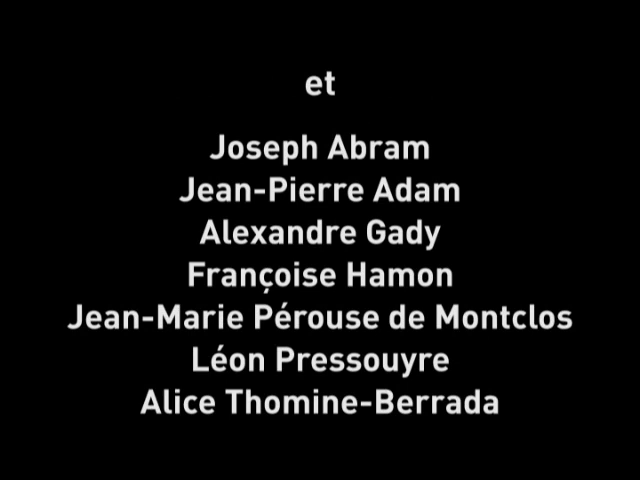 et
Joseph Abram
Jean-Pierre Adam
Alexandre Gady
Françoise Hamon
Jean-Marie Pérouse de Montclos
Léon Pressouyre
Alice Thomine-Berrada